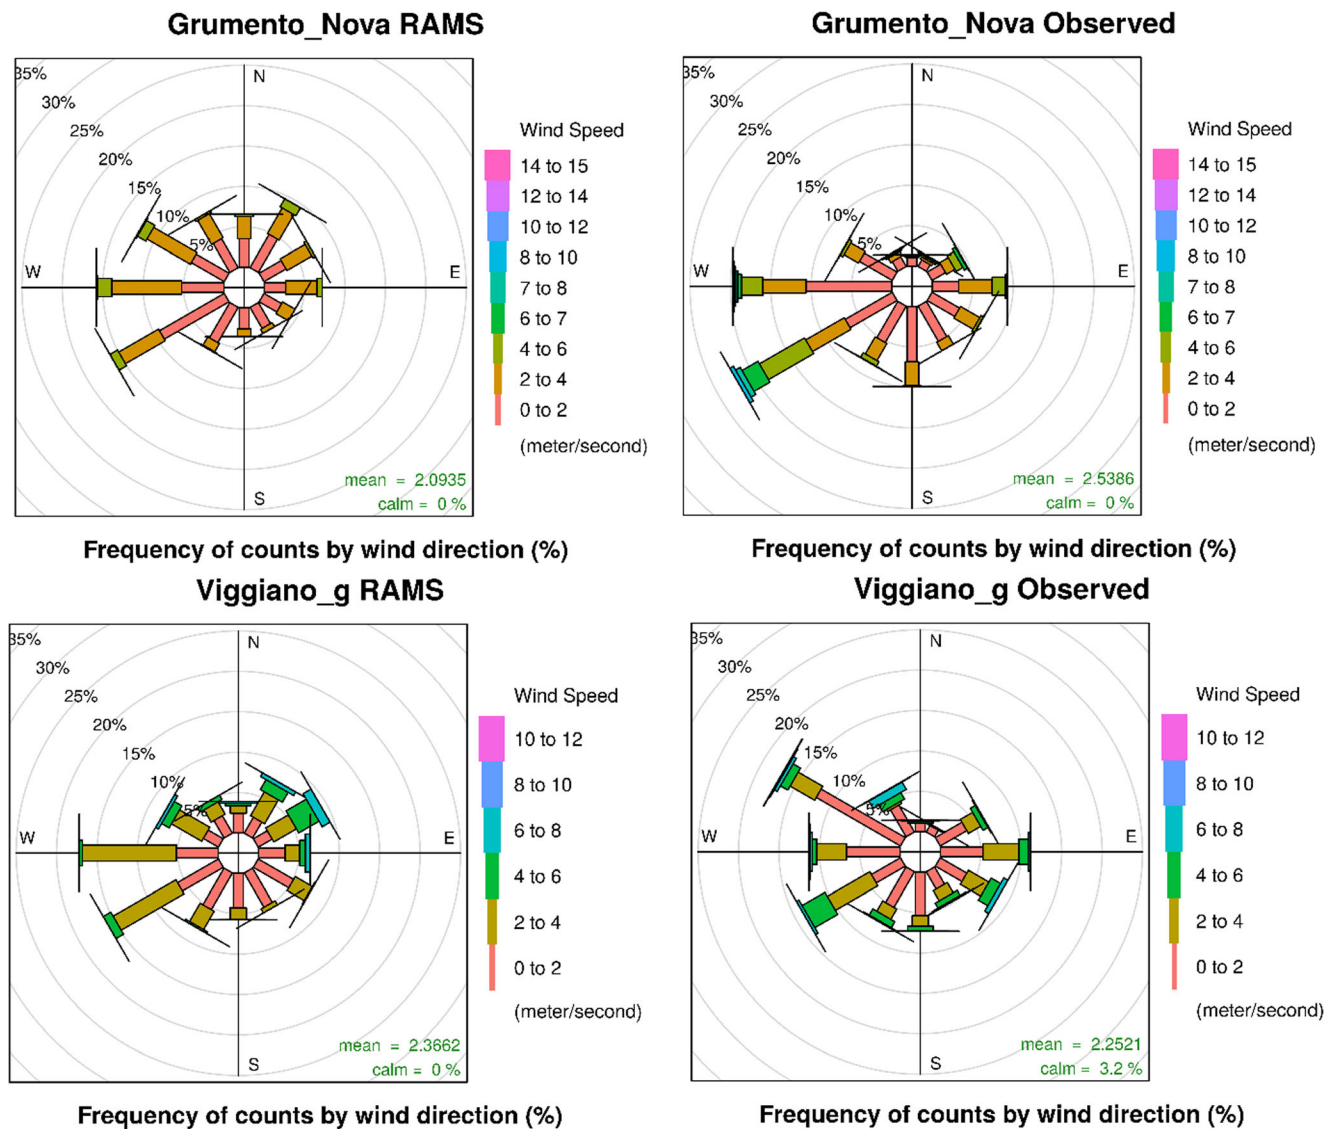 Grumento_Nova RAMS
35%
30%
25%
20%
15%
10%
5%
N
W
E
S
Wind Speed
14 to 15
12 to 14
10 to 12
8 to 10
7 to 8
6 to 7
4 to 6
2 to 4
0 to 2
(meter/second)
mean = 2.0935
calm = 0 %
Frequency of counts by wind direction (%)
Grumento_Nova Observed
35%
30%
25%
20%
15%
10%
5%
N
W
E
S
Wind Speed
14 to 15
12 to 14
10 to 12
8 to 10
7 to 8
6 to 7
4 to 6
2 to 4
0 to 2
(meter/second)
mean = 2.5386
calm = 0 %
Frequency of counts by wind direction (%)
Viggiano_g RAMS
35%
30%
25%
20%
15%
10%
5%
N
W
E
S
Wind Speed
10 to 12
8 to 10
6 to 8
4 to 6
2 to 4
0 to 2
(meter/second)
mean = 2.3662
calm = 0 %
Frequency of counts by wind direction (%)
Viggiano_g Observed
35%
30%
25%
20%
15%
10%
5%
N
W
E
S
Wind Speed
10 to 12
8 to 10
6 to 8
4 to 6
2 to 4
0 to 2
(meter/second)
mean = 2.2521
calm = 3.2 %
Frequency of counts by wind direction (%)